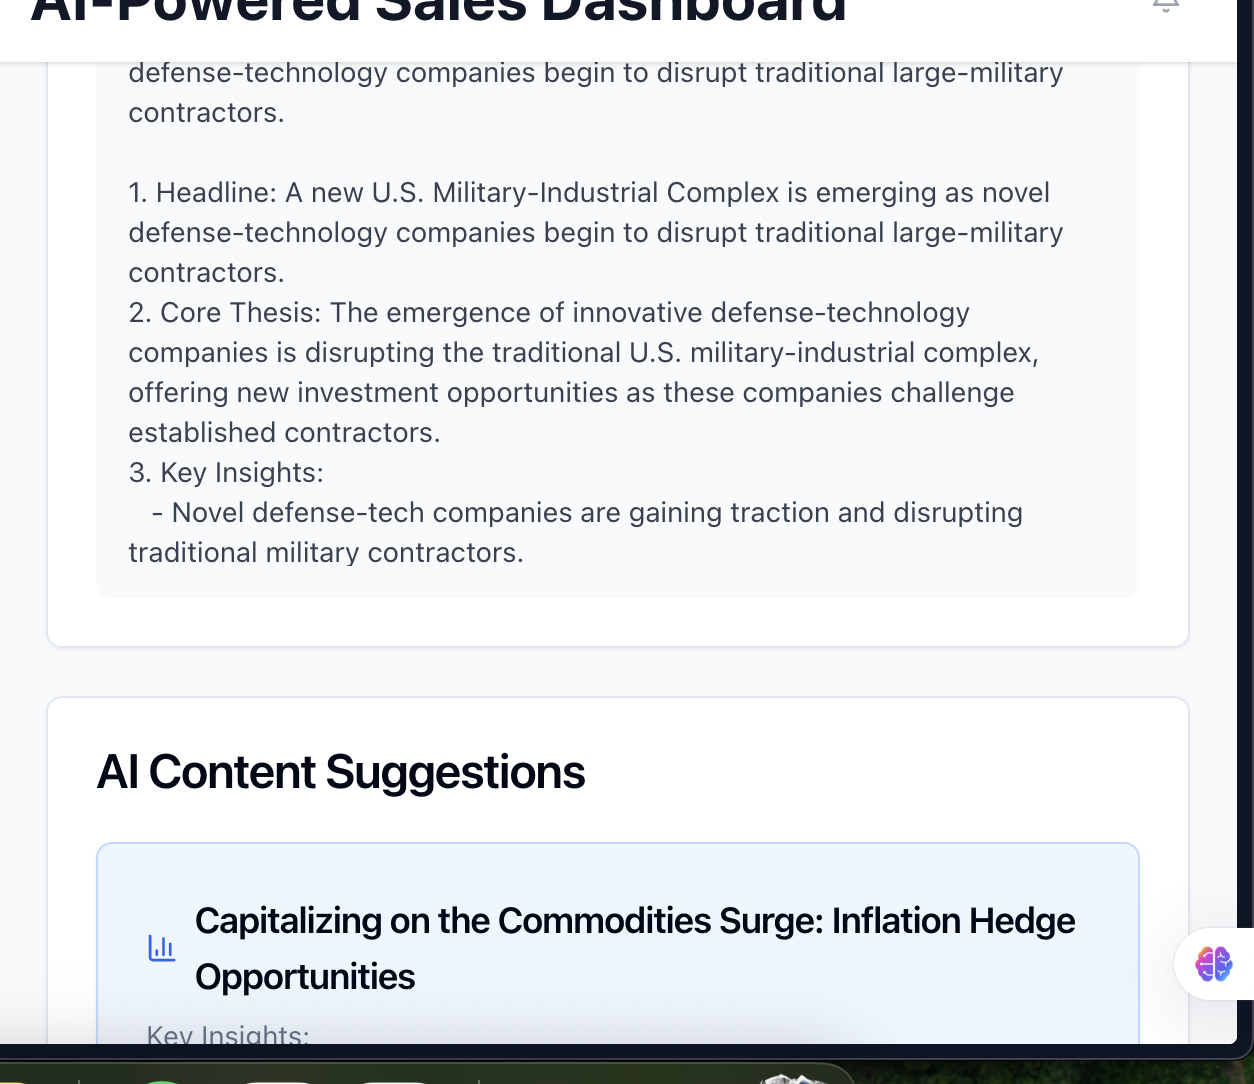 AI-Powered Sales Dashboard
defense-technology companies begin to disrupt traditional large-military
contractors.
1. Headline: A new U.S. Military-Industrial Complex is emerging as novel
defense-technology companies begin to disrupt traditional large-military
contractors.
2. Core Thesis: The emergence of innovative defense-technology
companies is disrupting the traditional U.S. military-industrial complex,
offering new investment opportunities as these companies challenge
established contractors.
3. Key Insights:
- Novel defense-tech companies are gaining traction and disrupting
traditional military contractors.
AI Content Suggestions
Capitalizing on the Commodities Surge: Inflation Hedge
Opportunities
Key Insights: